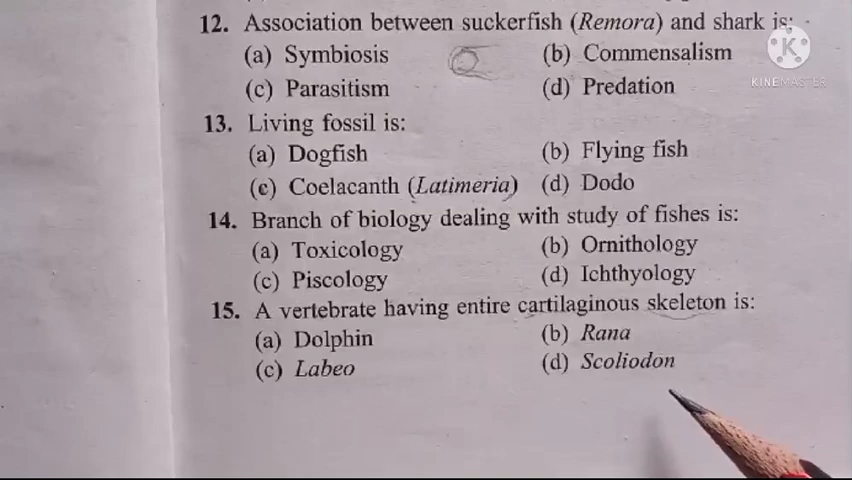 12. Association between suckerfish (Remora) and shark is:
(a) Symbiosis (b) Commensalism
(c) Parasitism (d) Predation
13. Living fossil is:
(a) Dogfish (b) Flying fish
(c) Coelacanth (Latimeria) (d) Dodo
14. Branch of biology dealing with study of fishes is:
(a) Toxicology (b) Ornithology
(c) Piscology (d) Ichthyology
15. A vertebrate having entire cartilaginous skeleton is:
(a) Dolphin (b) Rana
(c) Labeo (d) Scoliodon
K
KINEMASTER